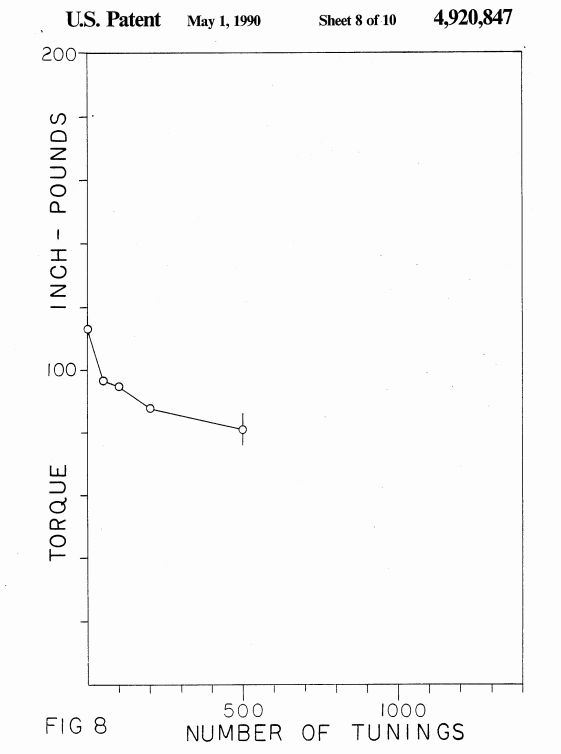 U.S. Patent May 1, 1990 Sheet 8 of 10 4,920,847
200
INCH - POUNDS
100
TORQUE
500 1000
FIG 8 NUMBER OF TUNINGS